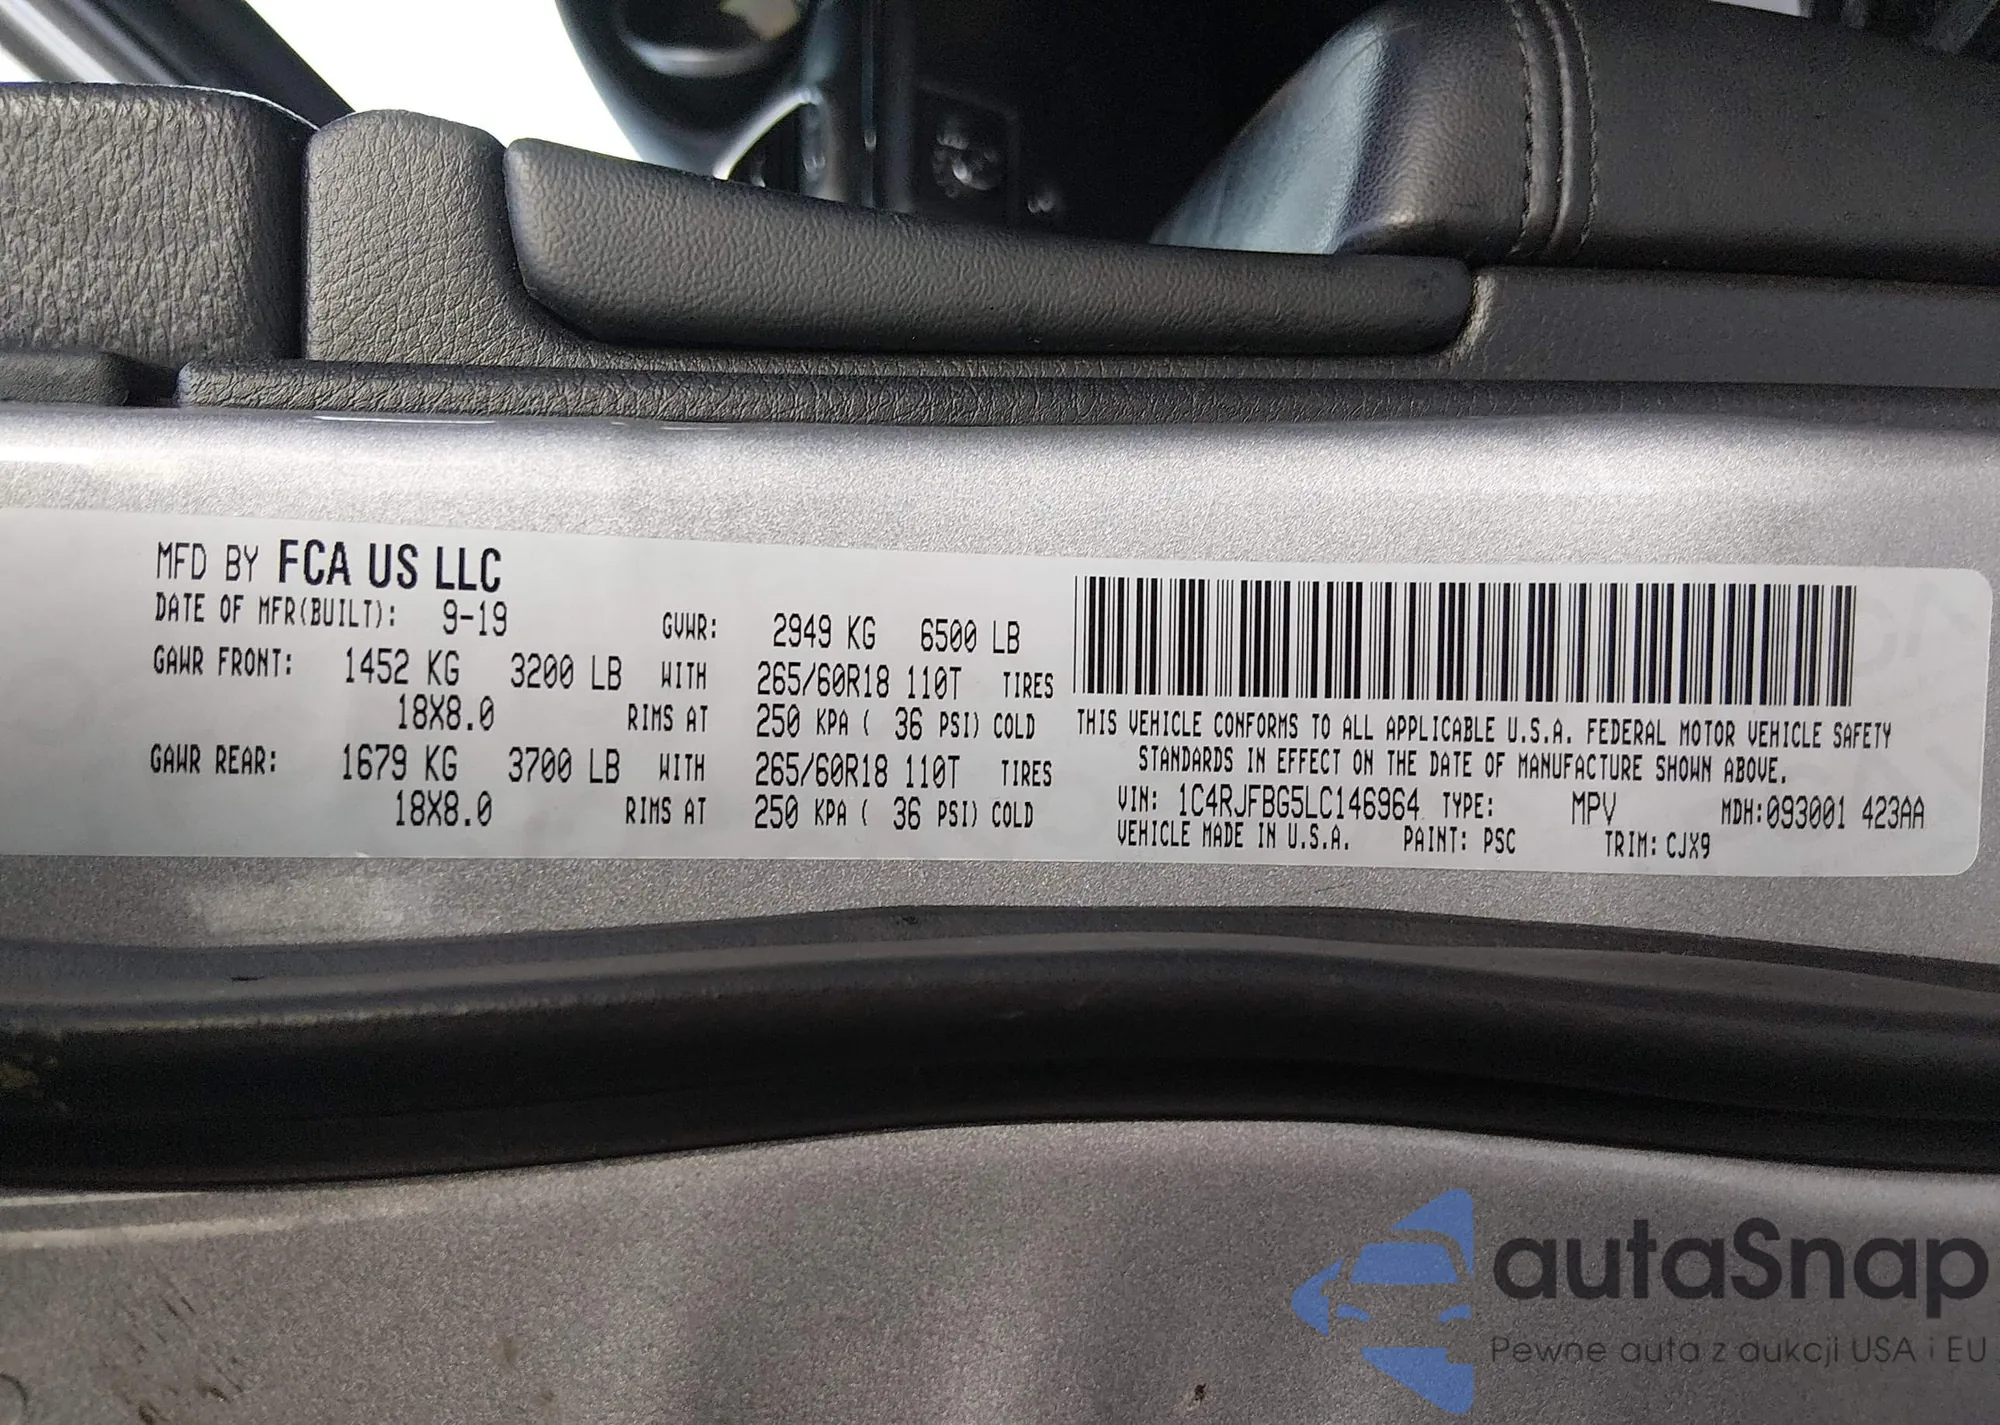 MFD BY FCA US LLC
DATE OF MFR(BUILT): 9-19 GVWR: 2949 KG 6500 LB
GAWR FRONT: 1452 KG 3200 LB WITH 265/60R18 110T TIRES
18X8.0 RIMS AT 250 KPA ( 36 PSI) COLD
GAWR REAR: 1679 KG 3700 LB WITH 265/60R18 110T TIRES
18X8.0 RIMS AT 250 KPA ( 36 PSI) COLD
THIS VEHICLE CONFORMS TO ALL APPLICABLE U.S.A. FEDERAL MOTOR VEHICLE SAFETY
STANDARDS IN EFFECT ON THE DATE OF MANUFACTURE SHOWN ABOVE.
VIN: 1C4RJFBG5LC146964 TYPE: MPV MDH:093001 423AA
VEHICLE MADE IN U.S.A. PAINT: PSC TRIM: CJX9
autaSnap
Pewne auta z aukcji USA i EU